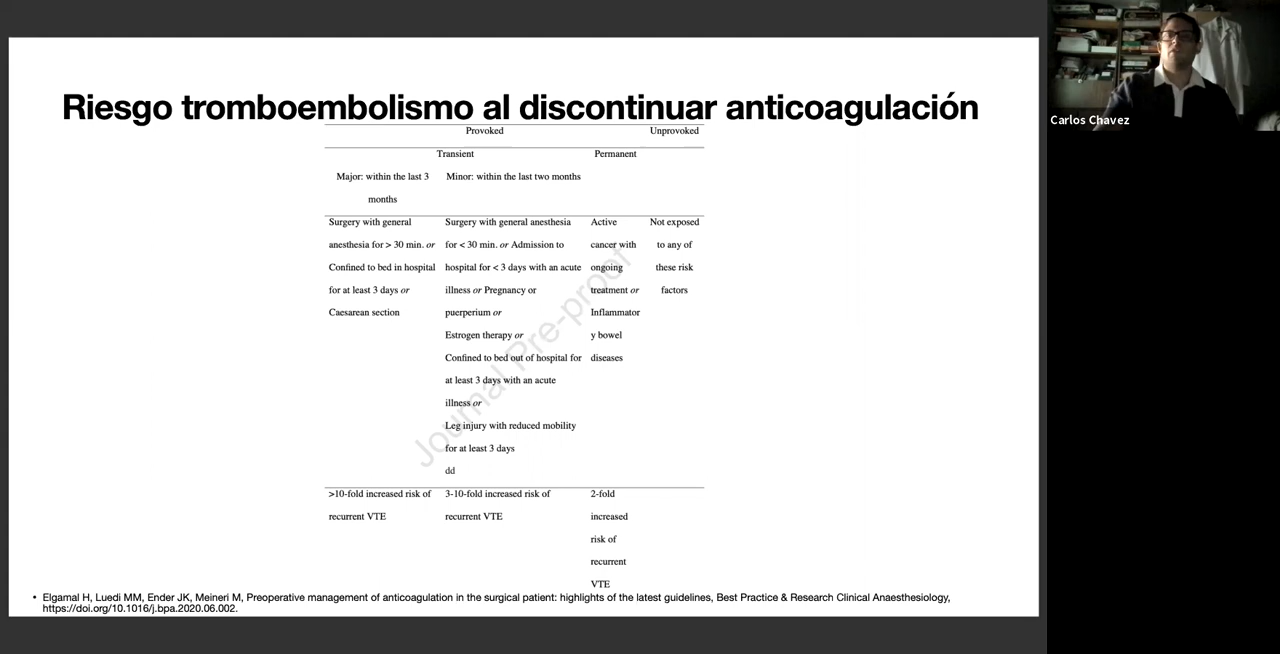 Riesgo tromboembolismo al discontinuar anticoagulación
Provoked Unprovoked
Transient Permanent
Major: within the last 3
months
Minor: within the last two months
Surgery with general
anesthesia for > 30 min. or
Confined to bed in hospital
for at least 3 days or
Caesarean section
Surgery with general anesthesia
for < 30 min. or Admission to
hospital for < 3 days with an acute
illness or Pregnancy or
puerperium or
Estrogen therapy or
Confined to bed out of hospital for
at least 3 days with an acute
illness or
Leg injury with reduced mobility
for at least 3 days
dd
Active
cancer with
ongoing
treatment or
Inflammator
y bowel
diseases
Not exposed
to any of
these risk
factors
>10-fold increased risk of
recurrent VTE
3-10-fold increased risk of
recurrent VTE
2-fold
increased
risk of
recurrent
VTE
Journal Pre-proof
• Elgamal H, Luedi MM, Ender JK, Meineri M, Preoperative management of anticoagulation in the surgical patient: highlights of the latest guidelines, Best Practice & Research Clinical Anaesthesiology,
https://doi.org/10.1016/j.bpa.2020.06.002.
Carlos Chavez